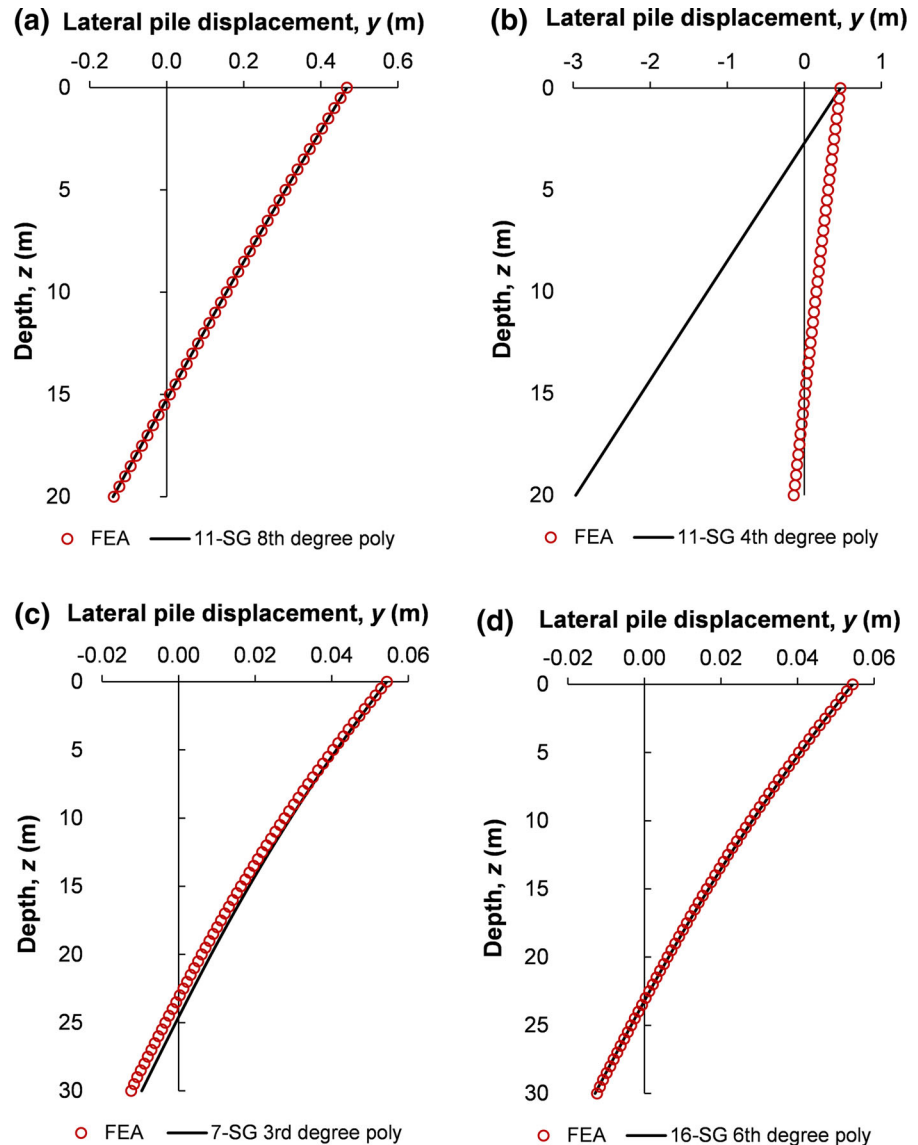 (a) Lateral pile displacement, y (m)
-0.2 0.0 0.2 0.4 0.6
0
5
10
15
20
Depth, z (m)
FEA 11-SG 8th degree poly
(b) Lateral pile displacement, y (m)
-3 -2 -1 0 1
0
5
10
15
20
Depth, z (m)
FEA 11-SG 4th degree poly
(c) Lateral pile displacement, y (m)
-0.02 0.00 0.02 0.04 0.06
0
5
10
15
20
25
30
Depth, z (m)
FEA 7-SG 3rd degree poly
(d) Lateral pile displacement, y (m)
-0.02 0.00 0.02 0.04 0.06
0
5
10
15
20
25
30
Depth, z (m)
FEA 16-SG 6th degree poly